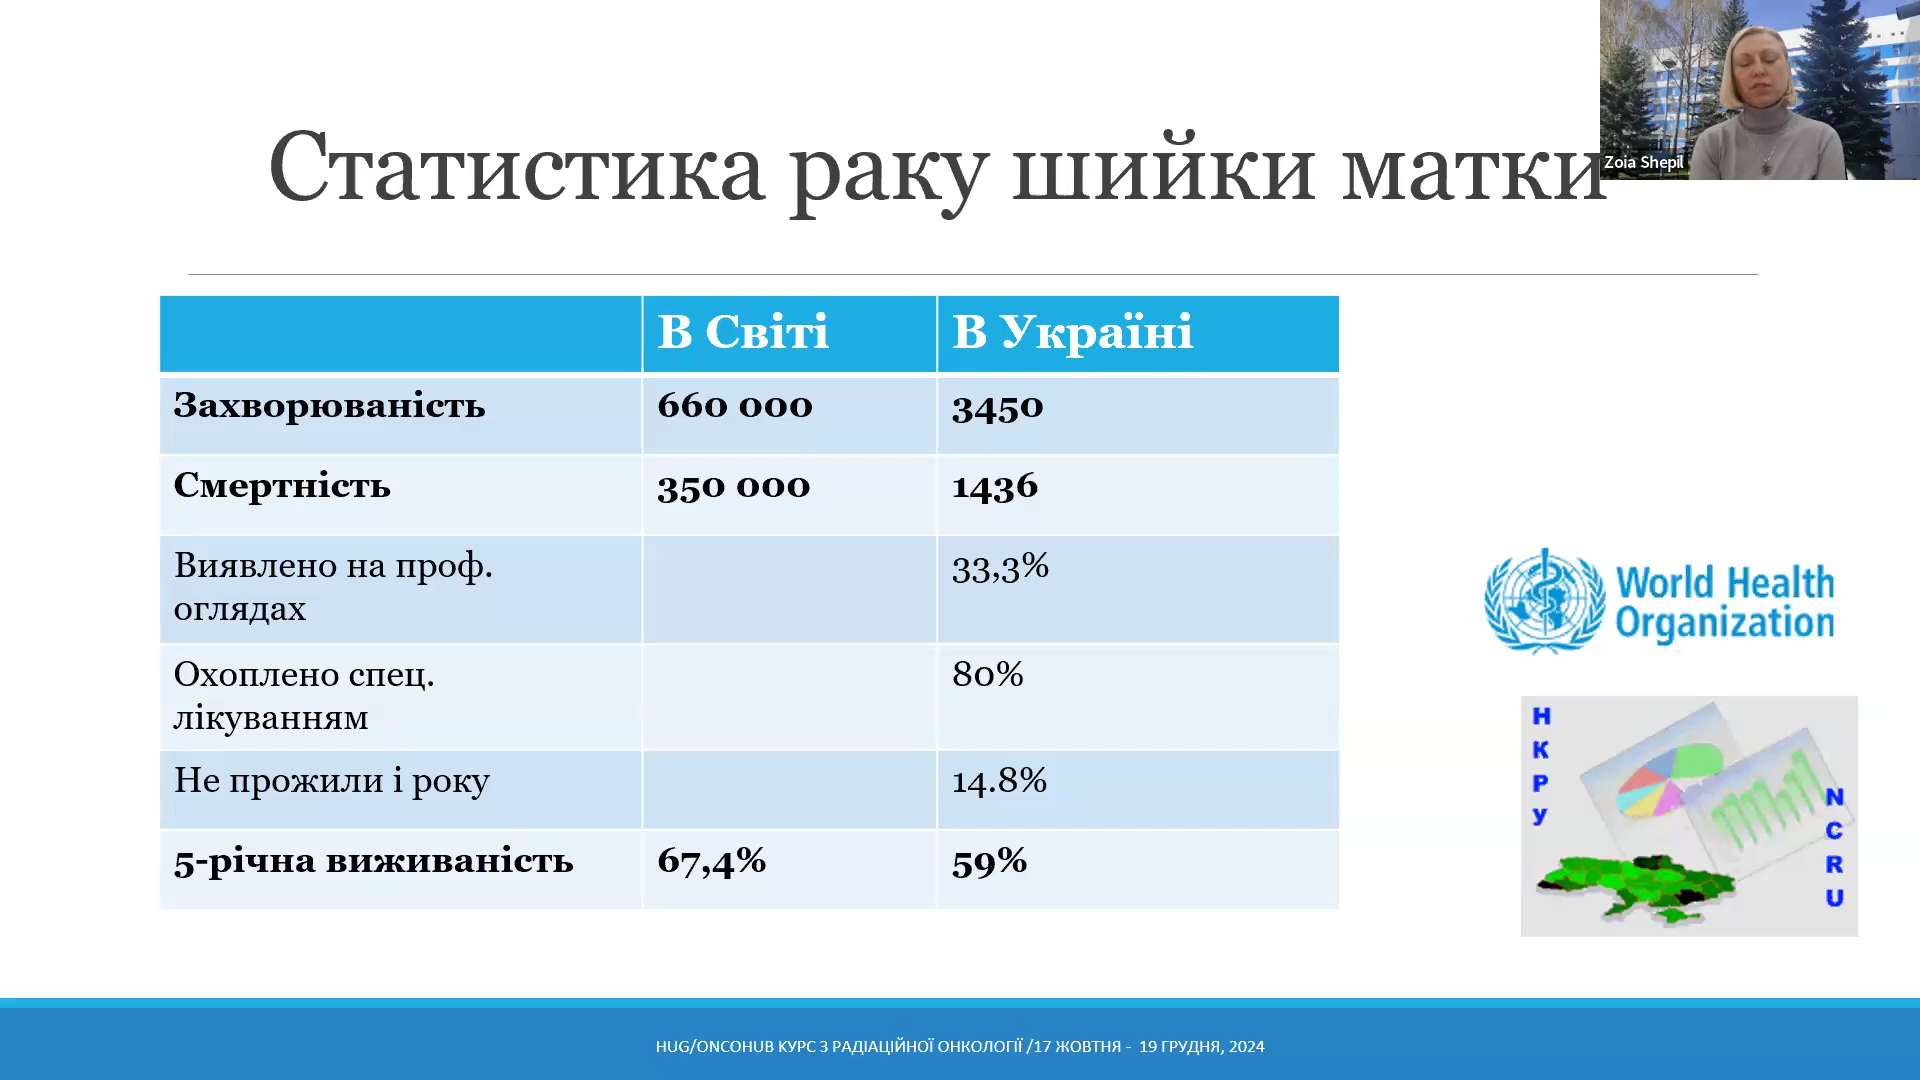 Статистика раку шийки матки
Zoia Shepil
В Світі
В Україні
Захворюваність
660 000
3450
Смертність
350 000
1436
Виявлено на проф.
оглядах
33,3%
Охоплено спец.
лікуванням
80%
Не прожили і року
14.8%
5-річна виживаність
67,4%
59%
World Health
Organization
НКРУ
NCRU
HUG/ONCOHUB КУРС З РАДІАЦІЙНОЇ ОНКОЛОГІЇ /17 ЖОВТНЯ - 19 ГРУДНЯ, 2024